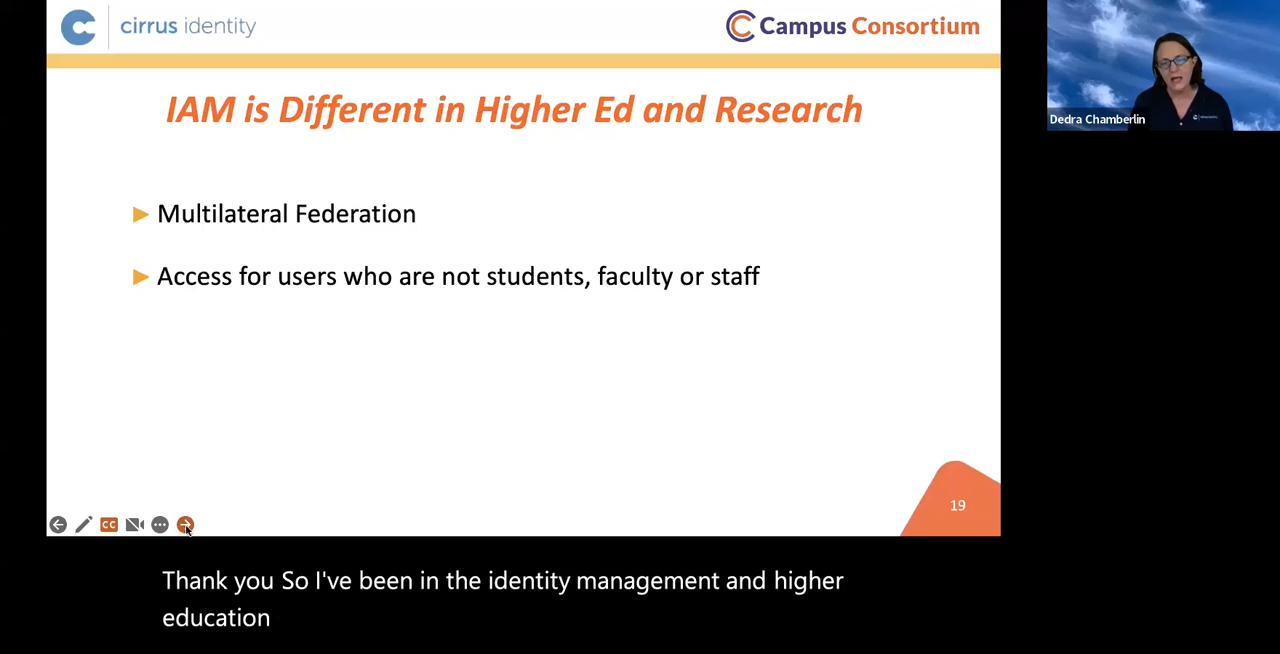 cirrus identity
Campus Consortium
Dedra Chamberlin
IAM is Different in Higher Ed and Research
Multilateral Federation
Access for users who are not students, faculty or staff
19
CC
Thank you So I've been in the identity management and higher
education